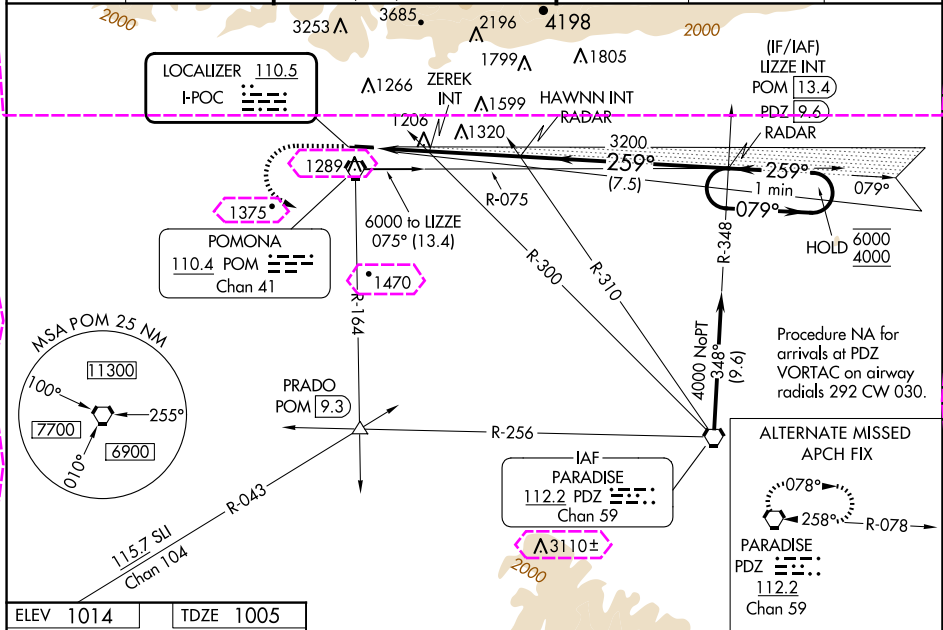 2000
3253
3685
2196
4198
2000
1799
1805
LOCALIZER 110.5
I-POC
1266
ZEREK
INT
1599
HAWNN INT
RADAR
(IF/IAF)
LIZZE INT
POM 13.4
PDZ 9.6
RADAR
1206
1320
3200
1289
259°
(7.5)
259°
1 min
079°
079°
R-075
1375
6000 to LIZZE
075° (13.4)
R-348
HOLD 6000
4000
POMONA
110.4 POM
Chan 41
1470
R-300
R-310
R-164
4000 NoPT
348°
(9.6)
Procedure NA for
arrivals at PDZ
VORTAC on airway
radials 292 CW 030.
MSA POM 25 NM
11300
100°
255°
7700
6900
010°
PRADO
POM 9.3
R-256
IAF
PARADISE
112.2 PDZ
Chan 59
ALTERNATE MISSED
APCH FIX
078°
258°
R-078
PARADISE
PDZ
112.2
Chan 59
R-043
115.7 SLI
Chan 104
3110±
2000
ELEV 1014
TDZE 1005